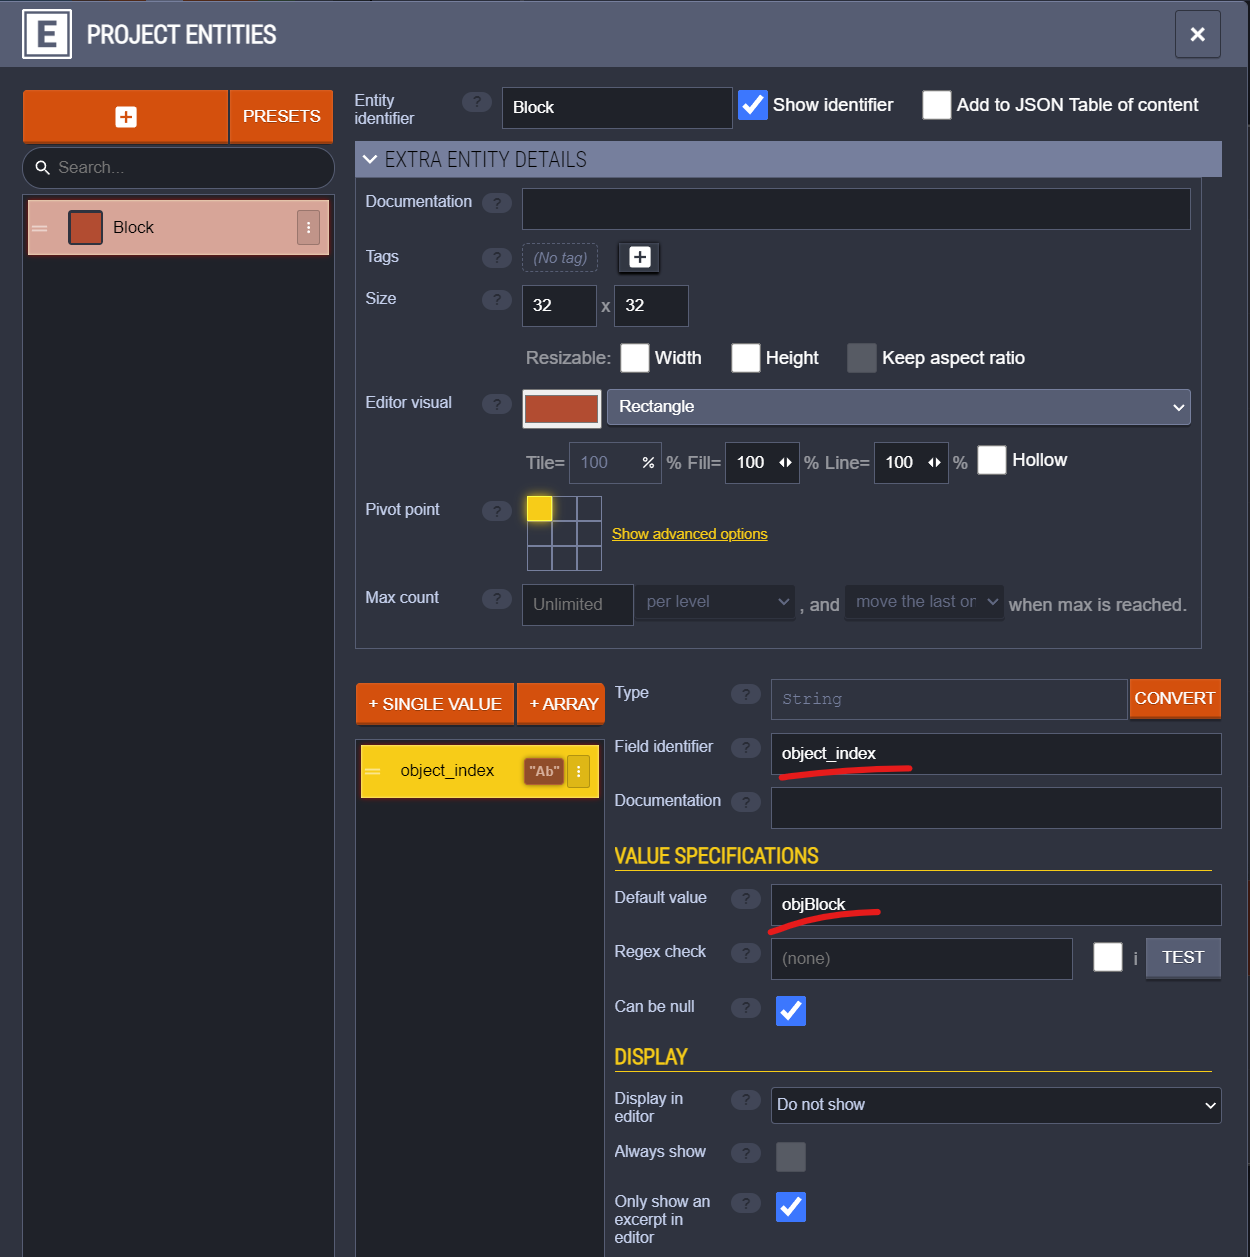 E PROJECT ENTITIES
PRESETS
Search...
Block
Entity identifier ? Block Show identifier Add to JSON Table of content
EXTRA ENTITY DETAILS
Documentation ?
Tags ? (No tag)
Size ? 32 x 32
Resizable: Width Height Keep aspect ratio
Editor visual ? Rectangle
Tile= 100 % % Fill= 100 % Line= 100 % Hollow
Pivot point ? Show advanced options
Max count ? Unlimited per level , and move the last or when max is reached.
+ SINGLE VALUE + ARRAY
object_index "Ab"
Type ? String CONVERT
Field identifier ? object_index
Documentation ?
VALUE SPECIFICATIONS
Default value ? objBlock
Regex check ? (none) i TEST
Can be null ?
DISPLAY
Display in editor ? Do not show
Always show ?
Only show an excerpt in editor ?